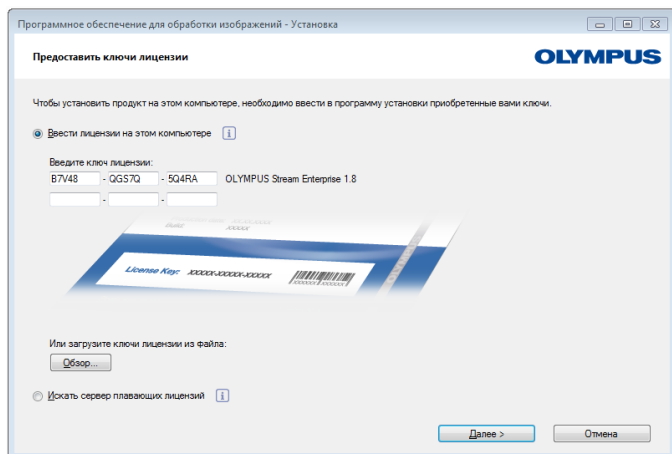 Программное обеспечение для обработки изображений - Установка
Предоставить ключи лицензии
OLYMPUS
Чтобы установить продукт на этом компьютере, необходимо ввести в программу установки приобретенные вами ключи.
Ввести лицензии на этом компьютере
Введите ключ лицензии:
B7V48 - QGS7Q - 5Q4RA OLYMPUS Stream Enterprise 1.8
- -
XXXXX
License Key: XXXXX-XXXXX-XXXXX
Или загрузите ключи лицензии из файла:
Обзор...
Искать сервер плавающих лицензий
Далее >
Отмена